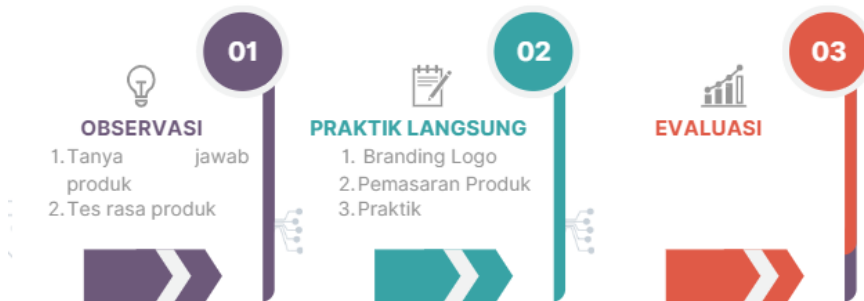 01
OBSERVASI
1.Tanya jawab
produk
2.Tes rasa produk
02
PRAKTIK LANGSUNG
1. Branding Logo
2.Pemasaran Produk
3.Praktik
03
EVALUASI